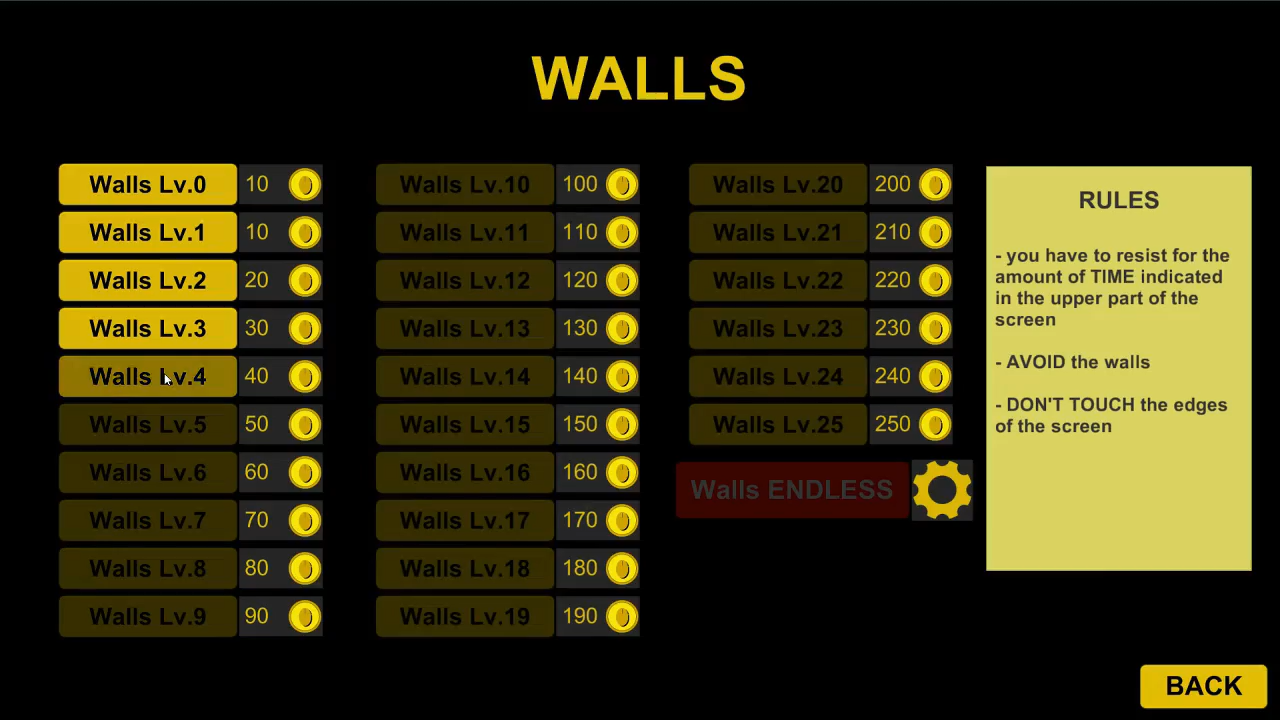 WALLS
Walls Lv.0 10
Walls Lv.1 10
Walls Lv.2 20
Walls Lv.3 30
Walls Lv.4 40
Walls Lv.5 50
Walls Lv.6 60
Walls Lv.7 70
Walls Lv.8 80
Walls Lv.9 90
Walls Lv.10 100
Walls Lv.11 110
Walls Lv.12 120
Walls Lv.13 130
Walls Lv.14 140
Walls Lv.15 150
Walls Lv.16 160
Walls Lv.17 170
Walls Lv.18 180
Walls Lv.19 190
Walls Lv.20 200
Walls Lv.21 210
Walls Lv.22 220
Walls Lv.23 230
Walls Lv.24 240
Walls Lv.25 250
Walls ENDLESS
RULES
- you have to resist for the
amount of TIME indicated
in the upper part of the
screen
- AVOID the walls
- DON'T TOUCH the edges
of the screen
BACK